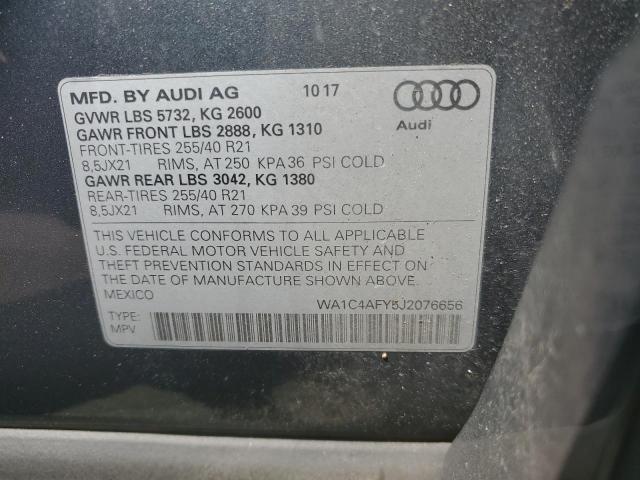 MFD. BY AUDI AG 10 17
GVWR LBS 5732, KG 2600
GAWR FRONT LBS 2888, KG 1310
FRONT-TIRES 255/40 R21
8,5JX21 RIMS, AT 250 KPA 36 PSI COLD
GAWR REAR LBS 3042, KG 1380
REAR-TIRES 255/40 R21
8,5JX21 RIMS, AT 270 KPA 39 PSI COLD
Audi
THIS VEHICLE CONFORMS TO ALL APPLICABLE
U.S. FEDERAL MOTOR VEHICLE SAFETY AND
THEFT PREVENTION STANDARDS IN EFFECT ON
THE DATE OF MANUFACTURE SHOWN ABOVE.
MEXICO
WA1C4AFY5J2076656
TYPE:
MPV